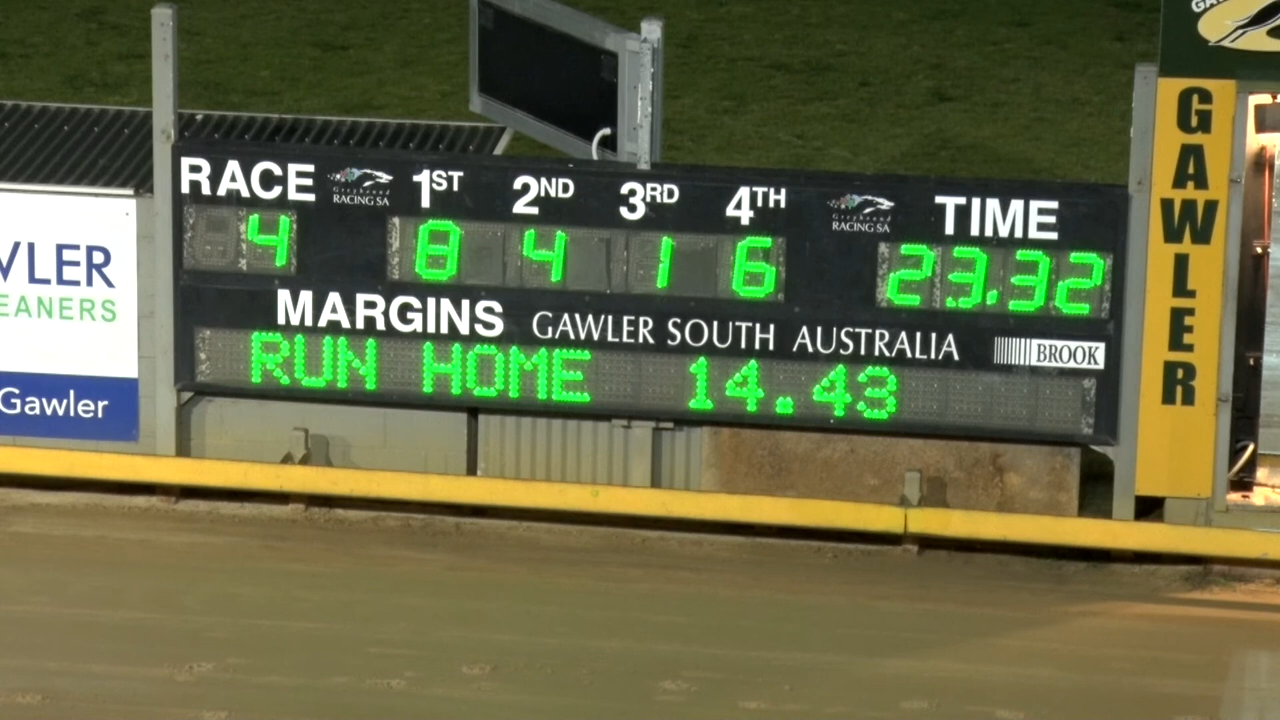 RACE Greyhound RACING SA 1ST 2ND 3RD 4TH Greyhound RACING SA TIME
4 8 4 1 6 23.32
MARGINS GAWLER SOUTH AUSTRALIA BROOK
RUN HOME 14.43
GAWLER
WLER
EANERS
Gawler